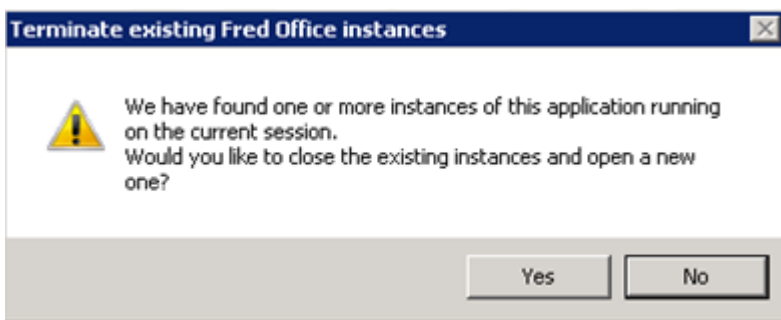 Terminate existing Fred Office instances
We have found one or more instances of this application running
on the current session.
Would you like to close the existing instances and open a new
one?
Yes No